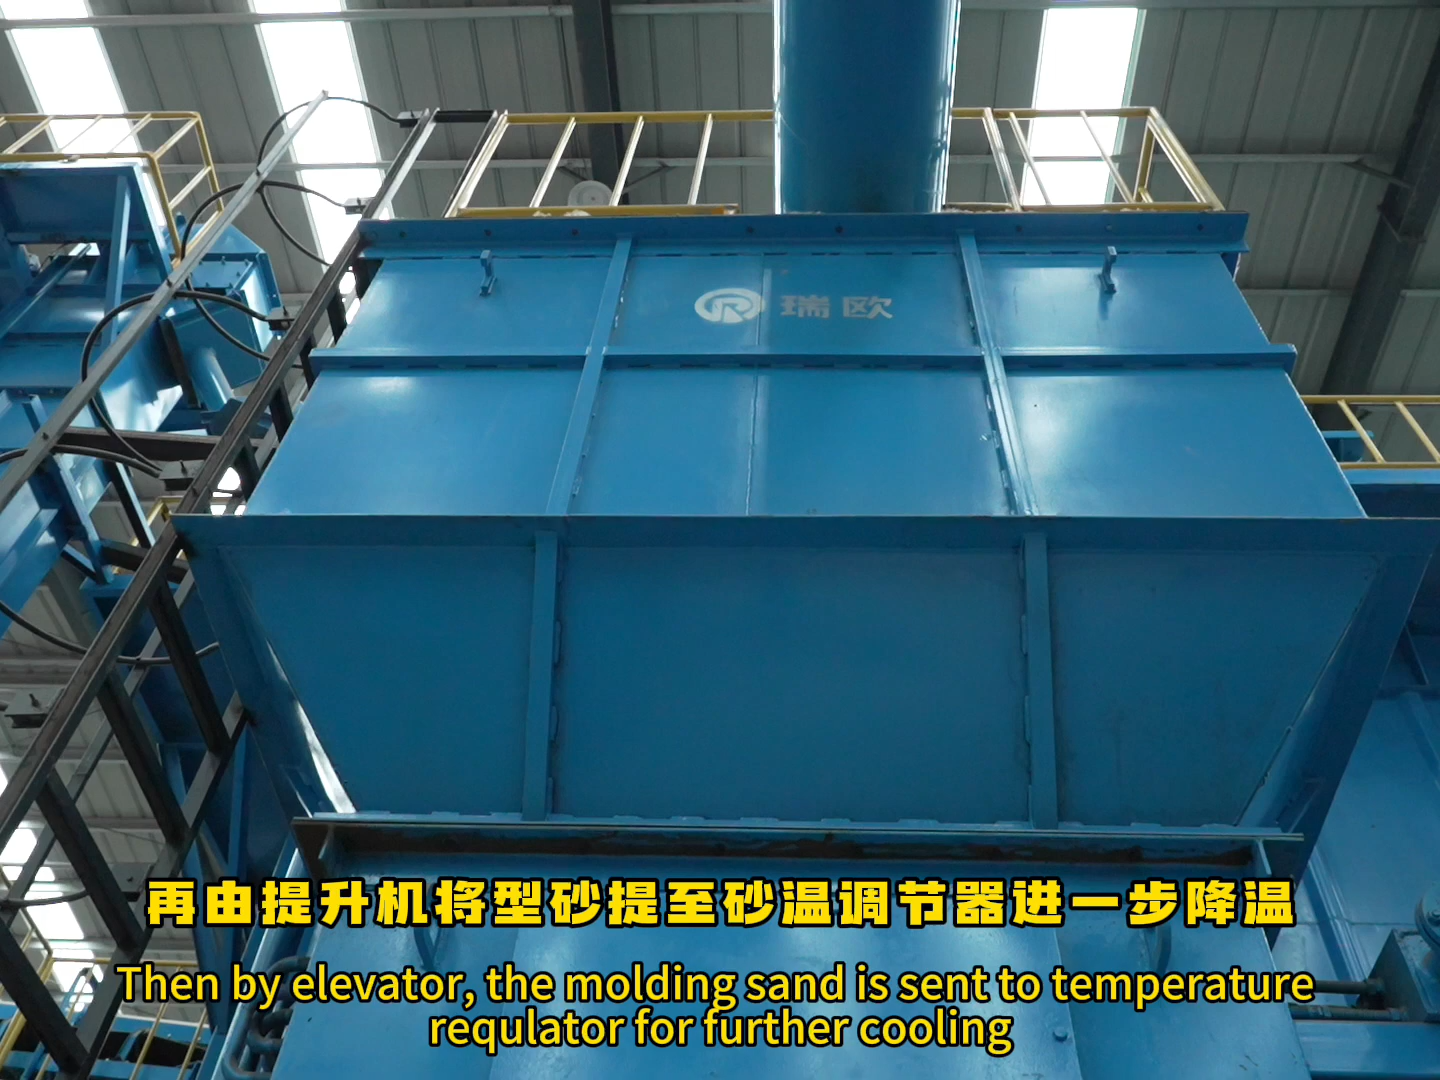 瑞欧
再由提升机将型砂提至砂温调节器进一步降温
Then by elevator, the molding sand is sent to temperature
requlator for further cooling